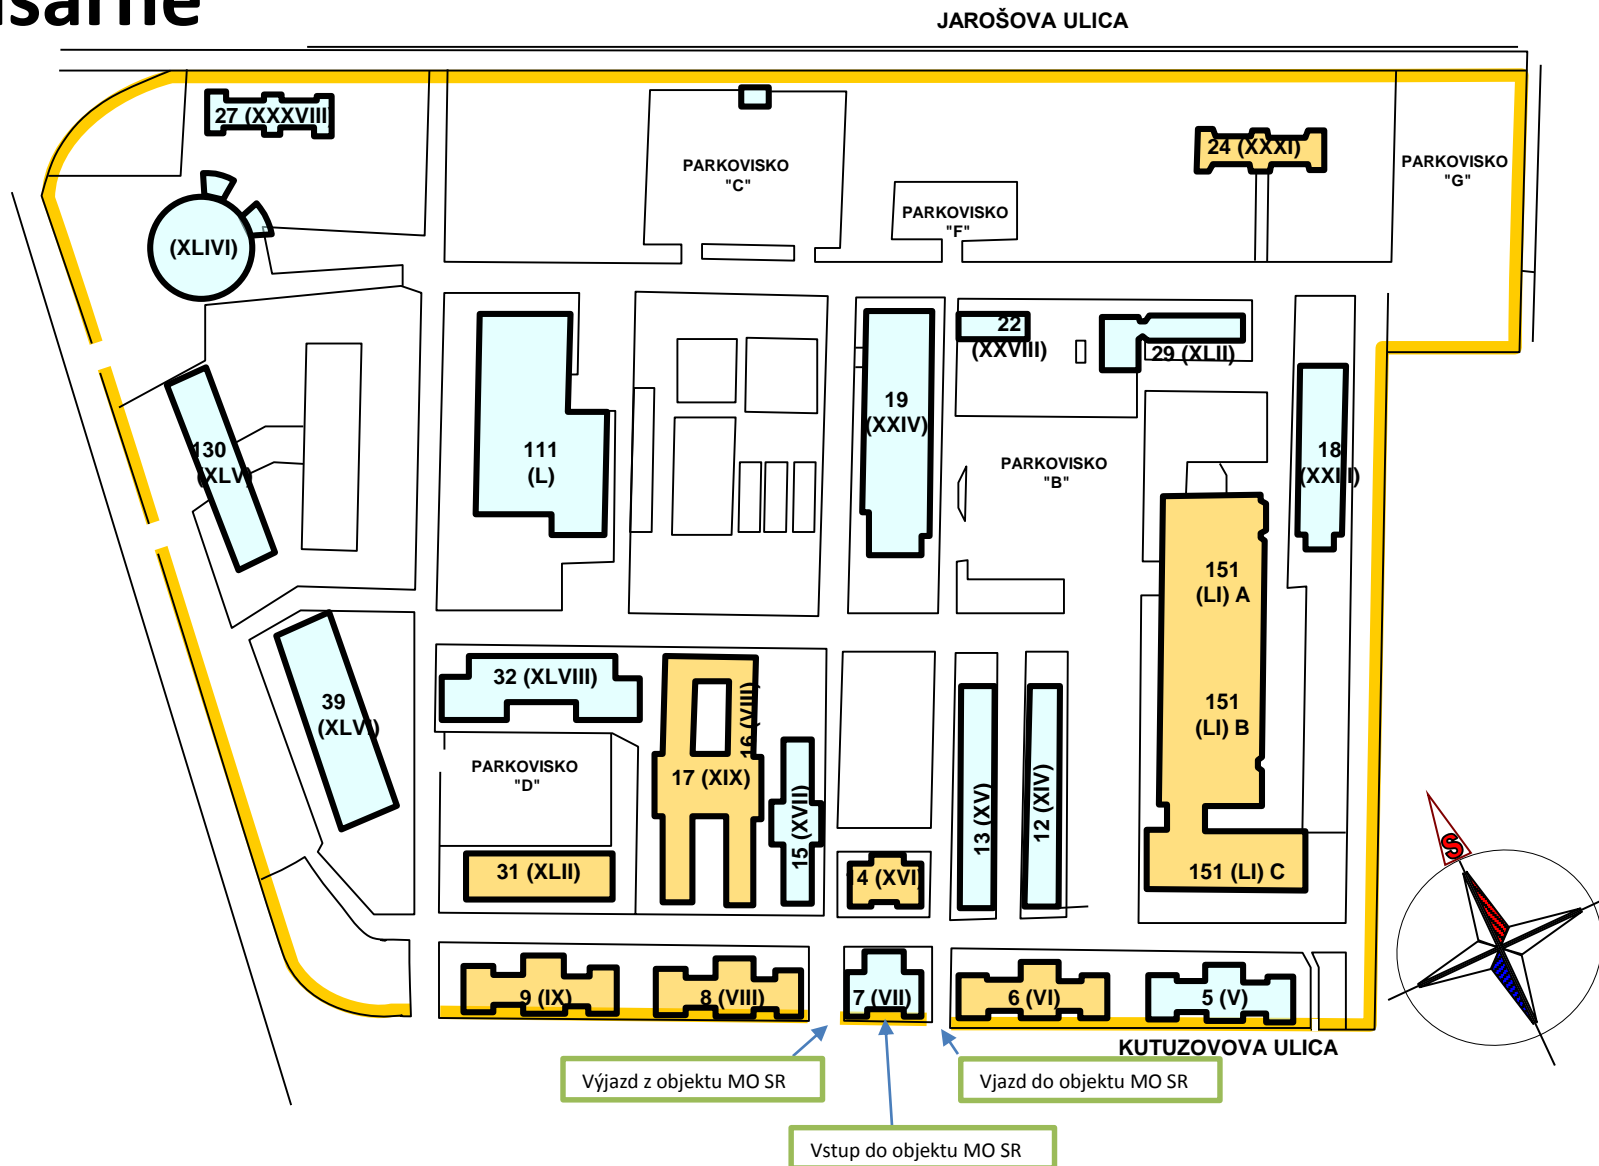 JAROŠOVA ULICA
27 (XXXVIII)
24 (XXXI)
PARKOVISKO
"C"
PARKOVISKO
"G"
PARKOVISKO
"F"
(XLIVI)
22
(XXVIII)
29 (XLII)
19
(XXIV)
130
(XLV)
111
(L)
PARKOVISKO
"B"
18
(XXIII)
151
(LI) A
32 (XLVIII)
16 (VIII)
39
(XLVI)
151
(LI) B
PARKOVISKO
"D"
17 (XIX)
15 (XVII)
13 (XV)
12 (XIV)
31 (XLII)
14 (XVI)
151 (LI) C
S
9 (IX)
8 (VIII)
7 (VII)
6 (VI)
5 (V)
KUTUZOVOVA ULICA
Výjazd z objektu MO SR
Vjazd do objektu MO SR
Vstup do objektu MO SR